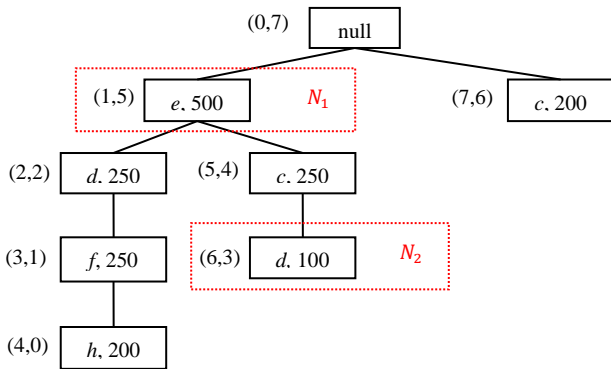 (0,7) null
(1,5) e, 500 N₁ (7,6) c, 200
(2,2) d, 250 (5,4) c, 250
(3,1) f, 250 (6,3) d, 100 N₂
(4,0) h, 200